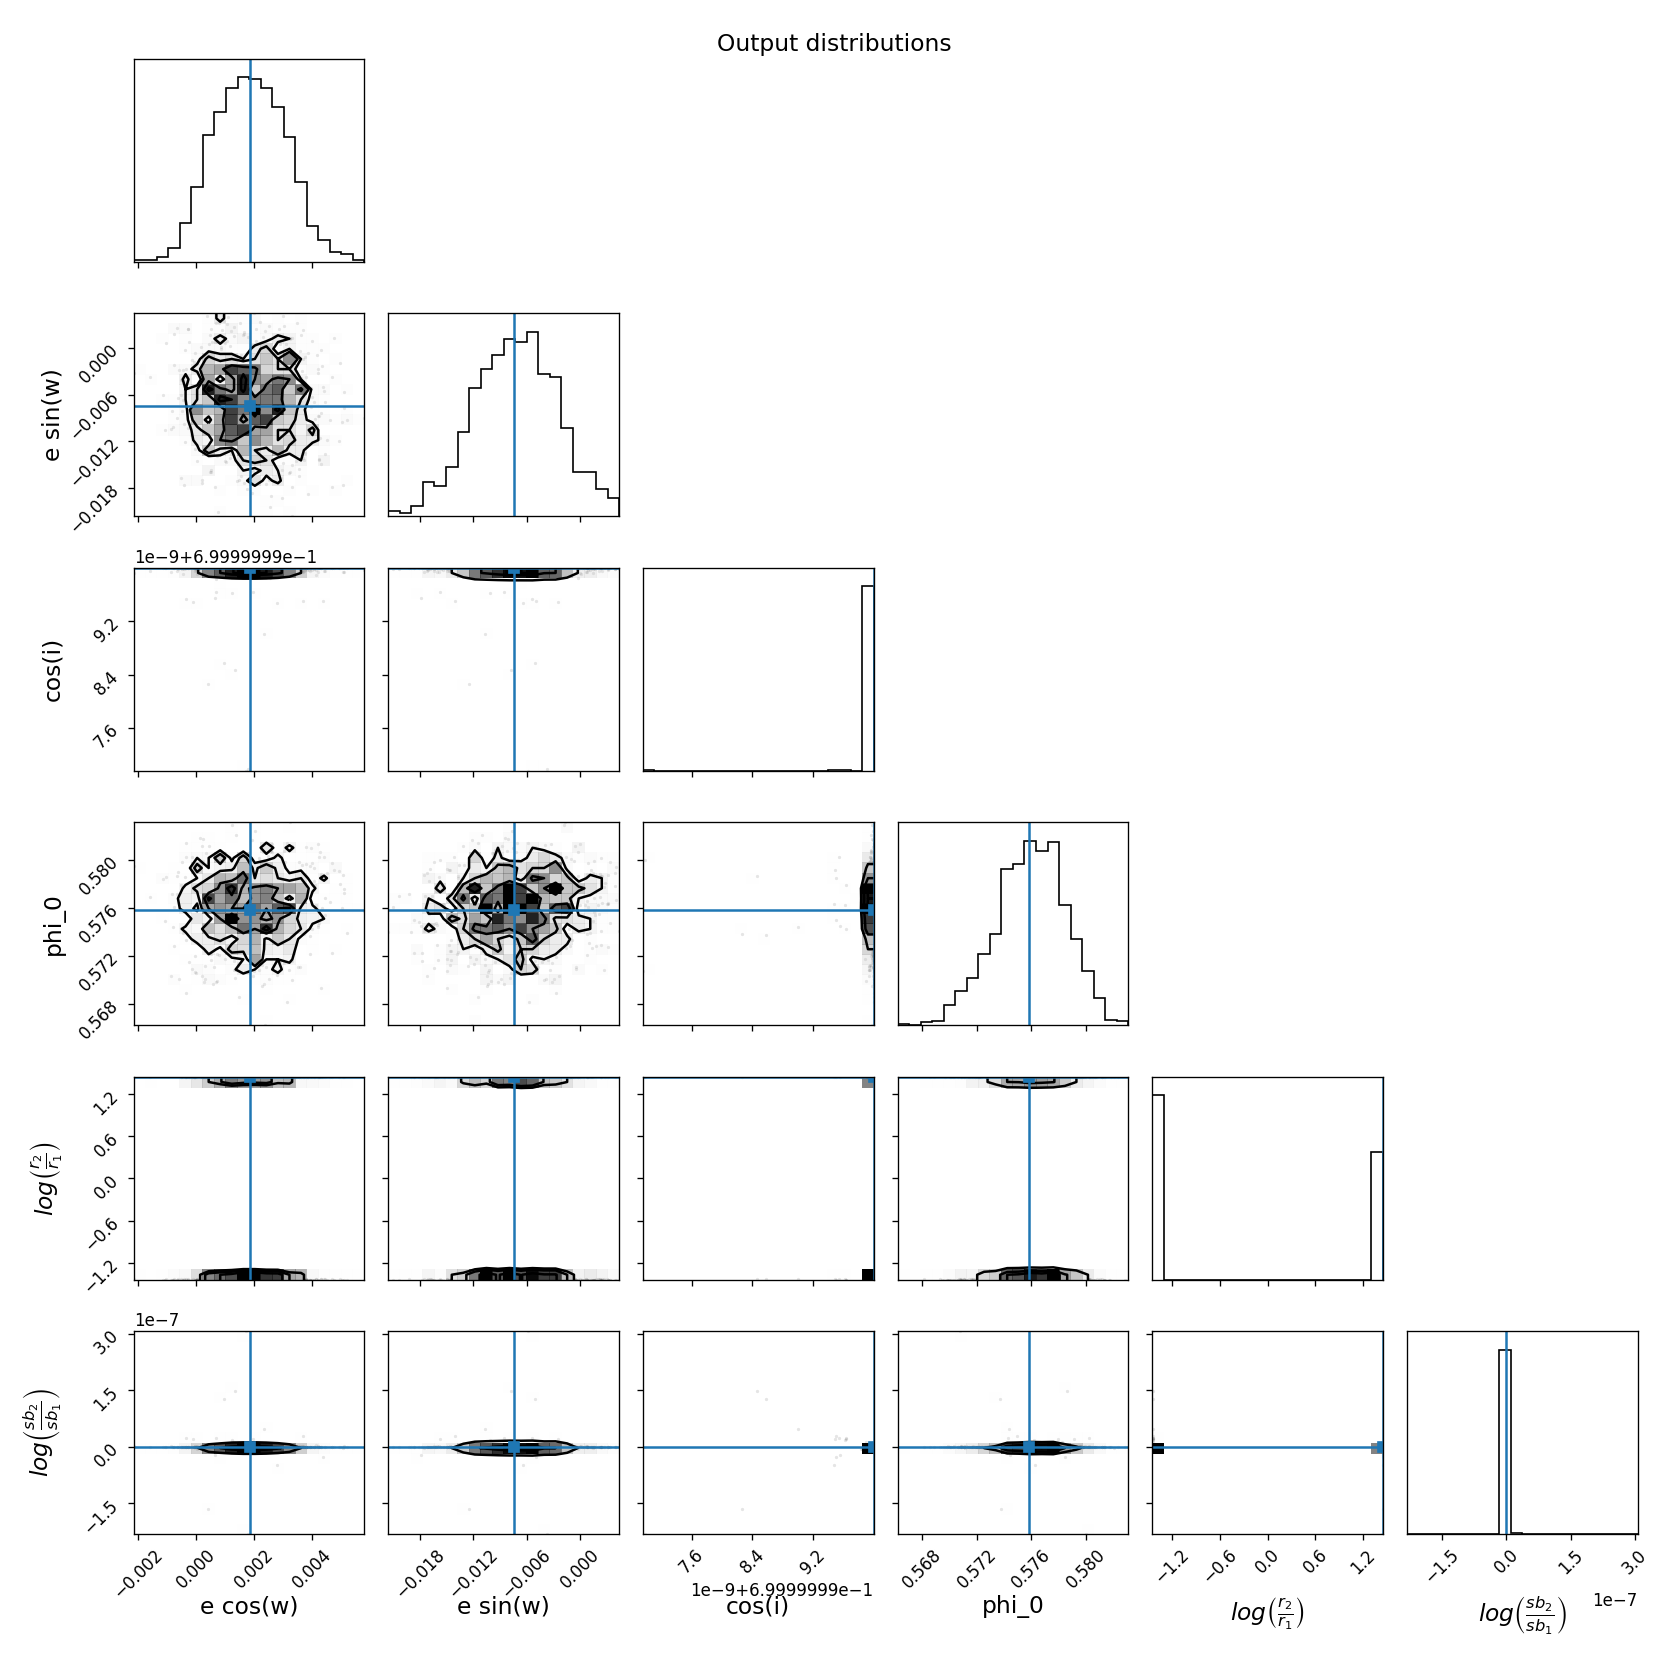 Output distributions
e sin(w)
0.000
−0.006
−0.012
−0.018
1e−9+6.9999999e−1
cos(i)
9.2
8.4
7.6
phi_0
0.580
0.576
0.572
0.568
log(r2/r1)
1.2
0.6
0.0
−0.6
−1.2
1e−7
log(sb2/sb1)
3.0
1.5
0.0
−1.5
−0.002 0.000 0.002 0.004
−0.018 −0.012 −0.006 0.000
7.6 8.4 9.2
0.568 0.572 0.576 0.580
−1.2 −0.6 0.0 0.6 1.2
−1.5 0.0 1.5 3.0
1e−9+6.9999999e−1
1e−7
e cos(w) e sin(w) cos(i) phi_0 log(r2/r1) log(sb2/sb1)